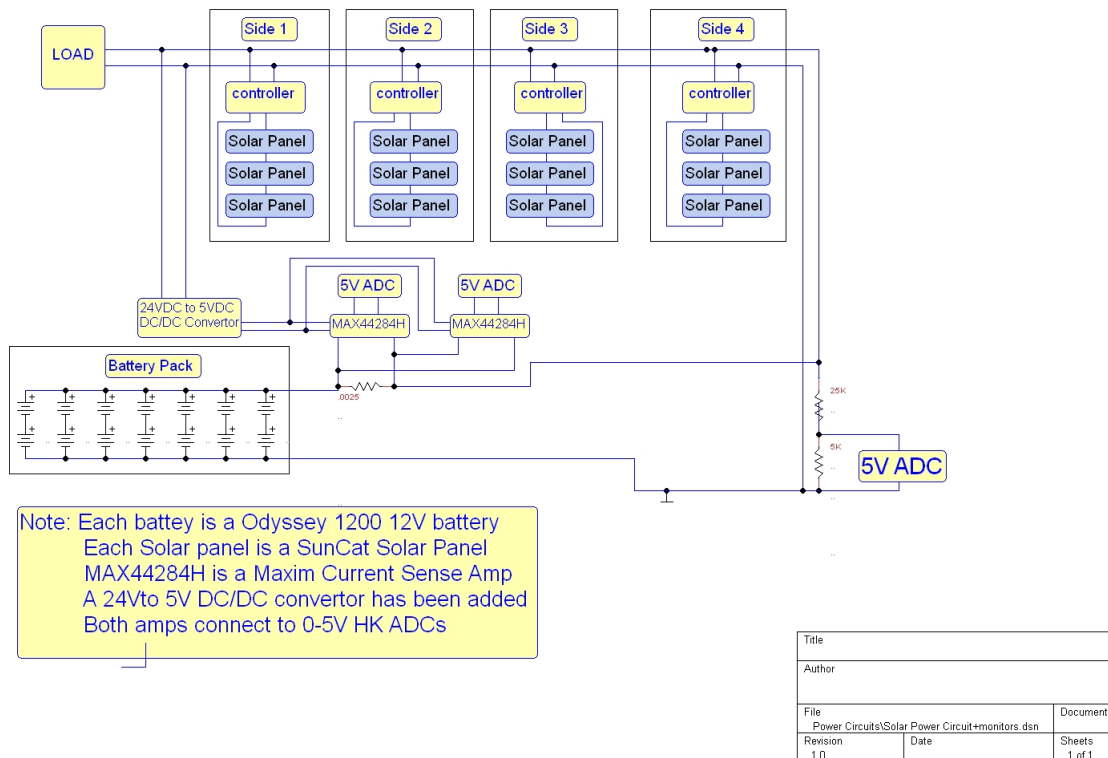 LOAD
Side 1
Side 2
Side 3
Side 4
controller
controller
controller
controller
Solar Panel
Solar Panel
Solar Panel
Solar Panel
Solar Panel
Solar Panel
Solar Panel
Solar Panel
Solar Panel
Solar Panel
Solar Panel
Solar Panel
5V ADC
5V ADC
24VDC to 5VDC
DC/DC Convertor
MAX44284H
MAX44284H
Battery Pack
.0025
25K
5K
5V ADC
Note: Each battey is a Odyssey 1200 12V battery
Each Solar panel is a SunCat Solar Panel
MAX44284H is a Maxim Current Sense Amp
A 24Vto 5V DC/DC convertor has been added
Both amps connect to 0-5V HK ADCs
Title
Author
File
Power Circuits\Solar Power Circuit+monitors.dsn
Document
Revision
1.0
Date
Sheets
1 of 1